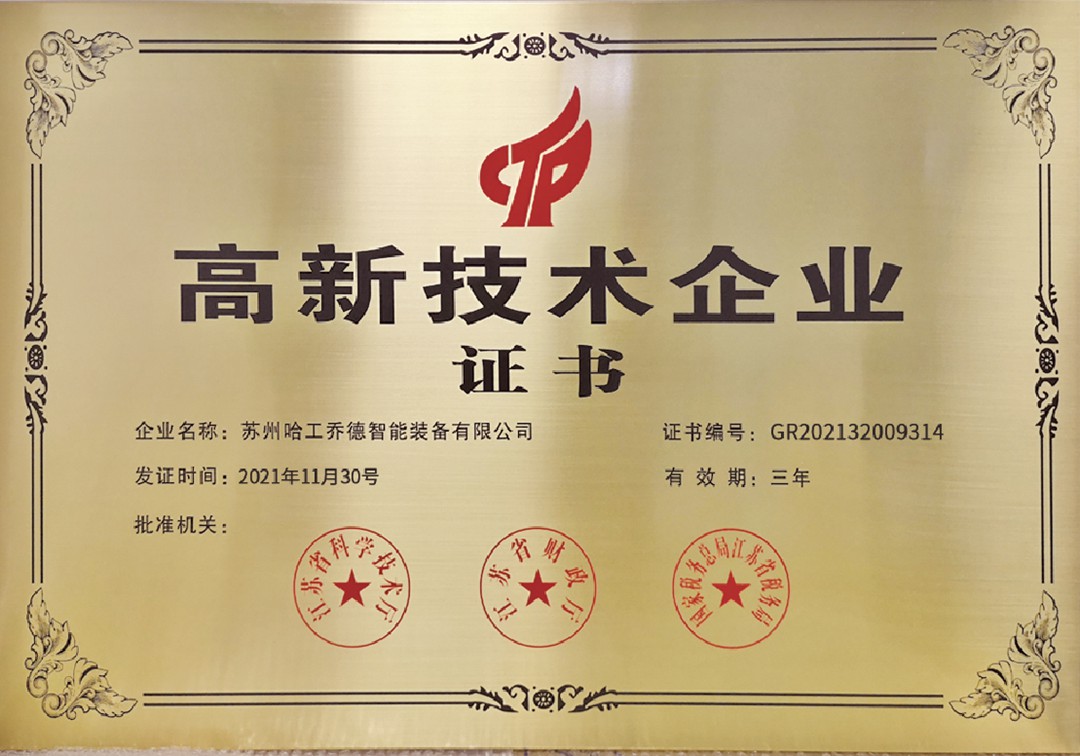 高新技术企业
证书
企业名称：苏州哈工乔德智能装备有限公司 证书编号：GR202132009314
发证时间：2021年11月30号 有效期：三年
批准机关：
江苏省科学技术厅
江苏省财政厅
国家税务总局江苏省税务局